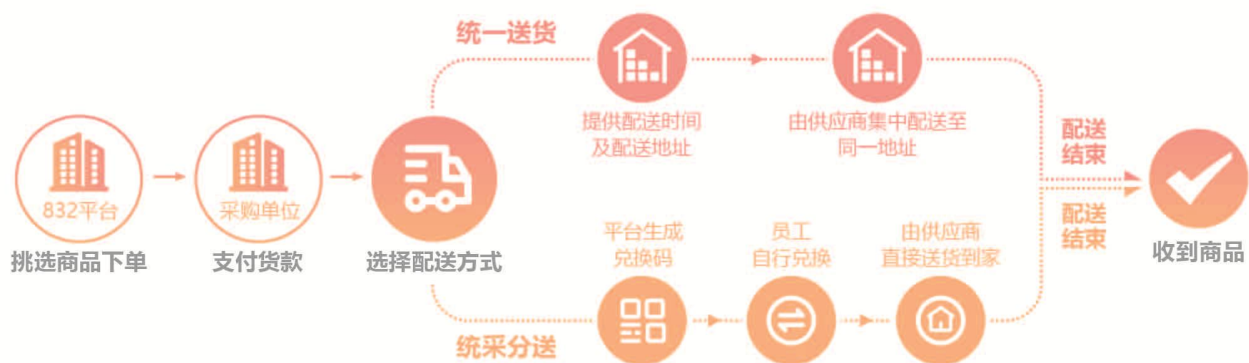 832平台
挑选商品下单
采购单位
支付货款
选择配送方式
统一送货
提供配送时间
及配送地址
由供应商集中配送至
同一地址
配送
结束
统采分送
平台生成
兑换码
员工
自行兑换
由供应商
直接送货到家
配送
结束
收到商品